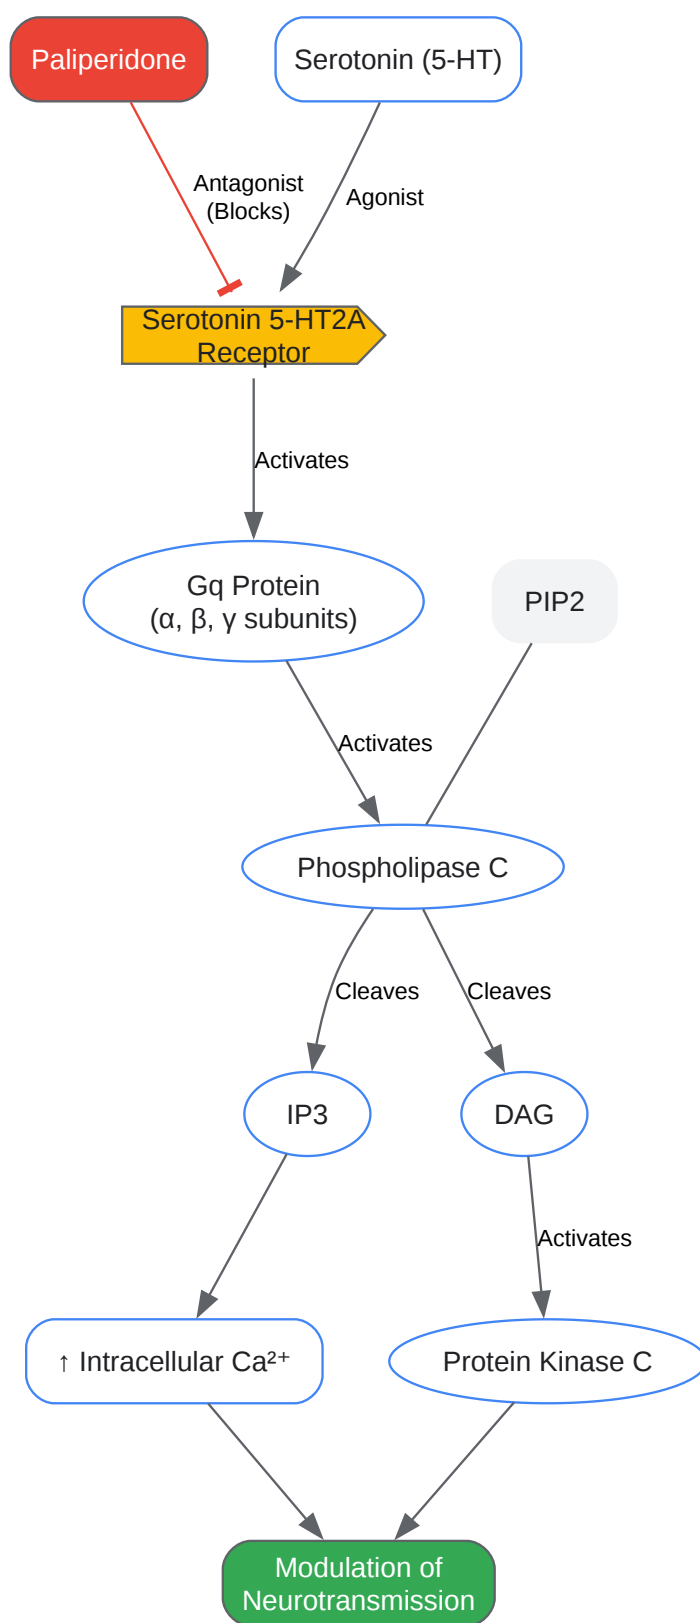 Paliperidone
Serotonin (5-HT)
Antagonist
(Blocks)
Agonist
Serotonin 5-HT2A
Receptor
Activates
Gq Protein
(α, β, γ subunits)
PIP2
Activates
Phospholipase C
Cleaves
Cleaves
IP3
DAG
Activates
↑ Intracellular Ca²⁺
Protein Kinase C
Modulation of
Neurotransmission